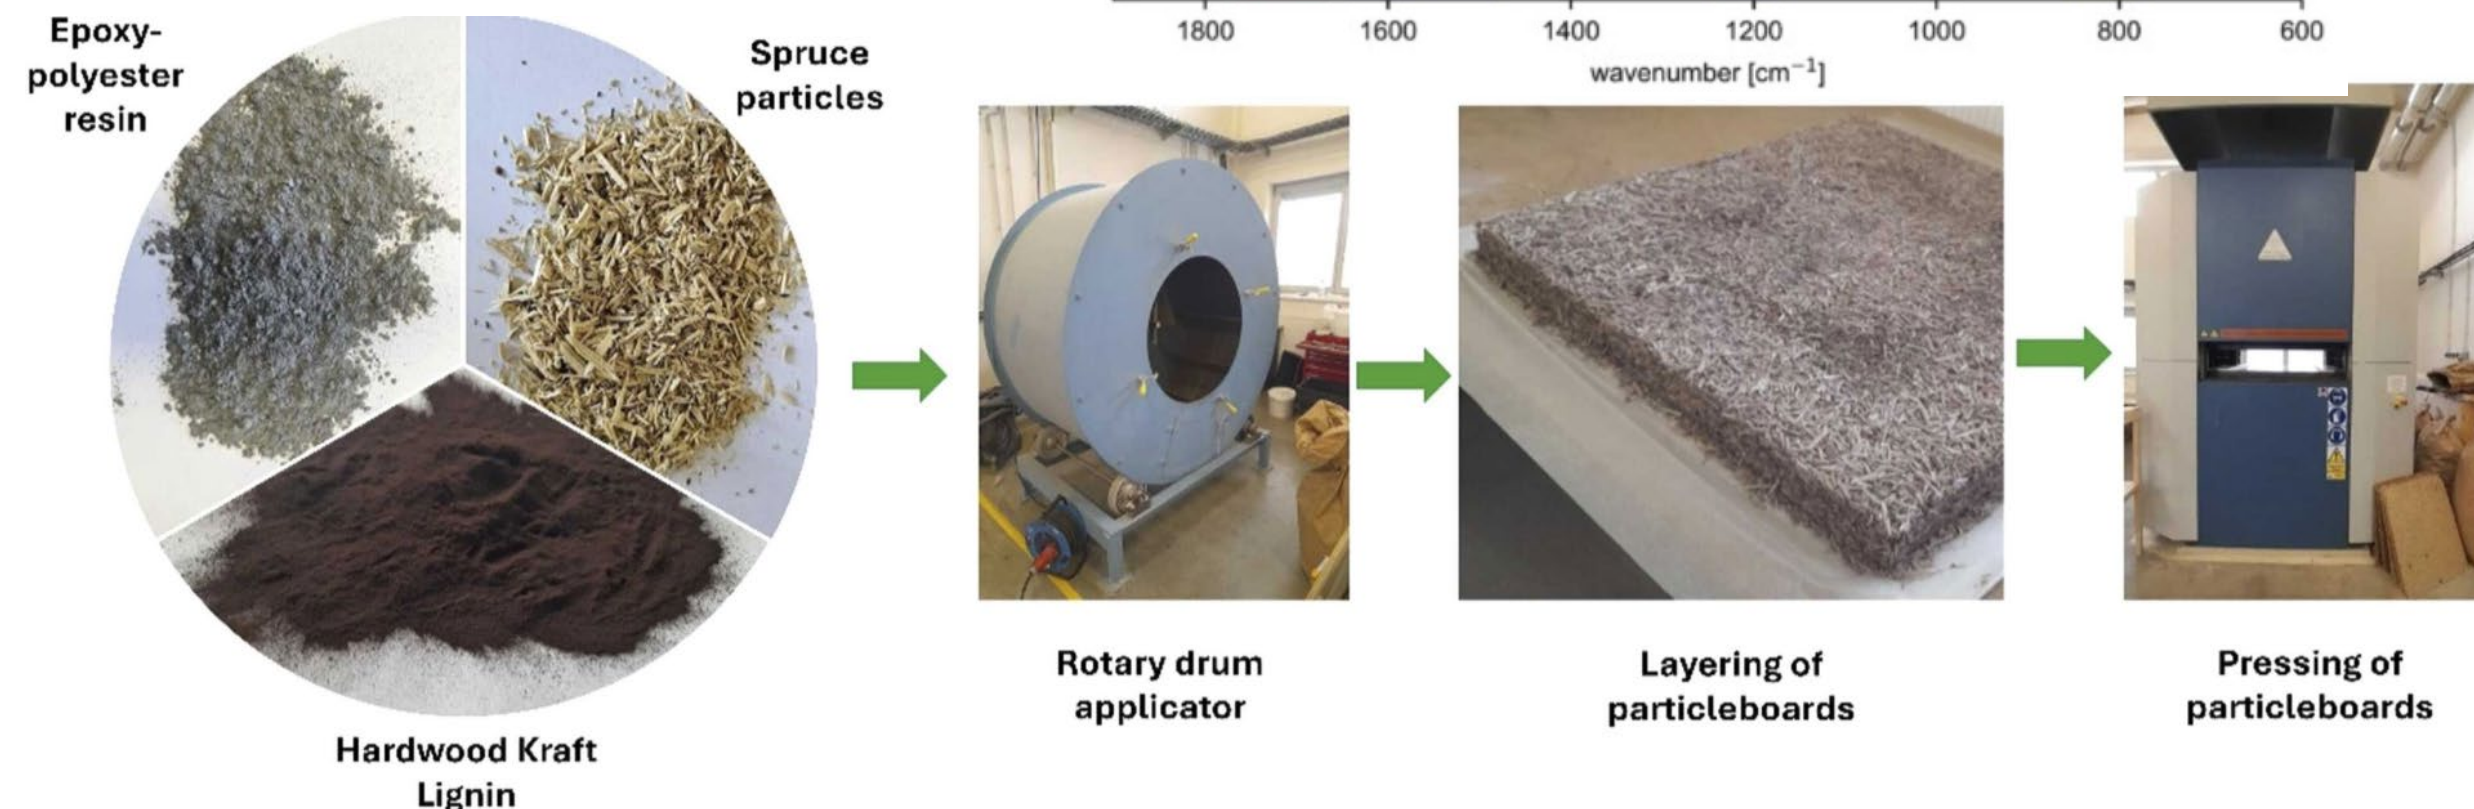 Epoxy-
polyester
resin
Spruce
particles
1800 1600 1400 1200 1000 800 600
wavenumber [cm⁻¹]
Rotary drum
applicator
Layering of
particleboards
Pressing of
particleboards
Hardwood Kraft
Lignin